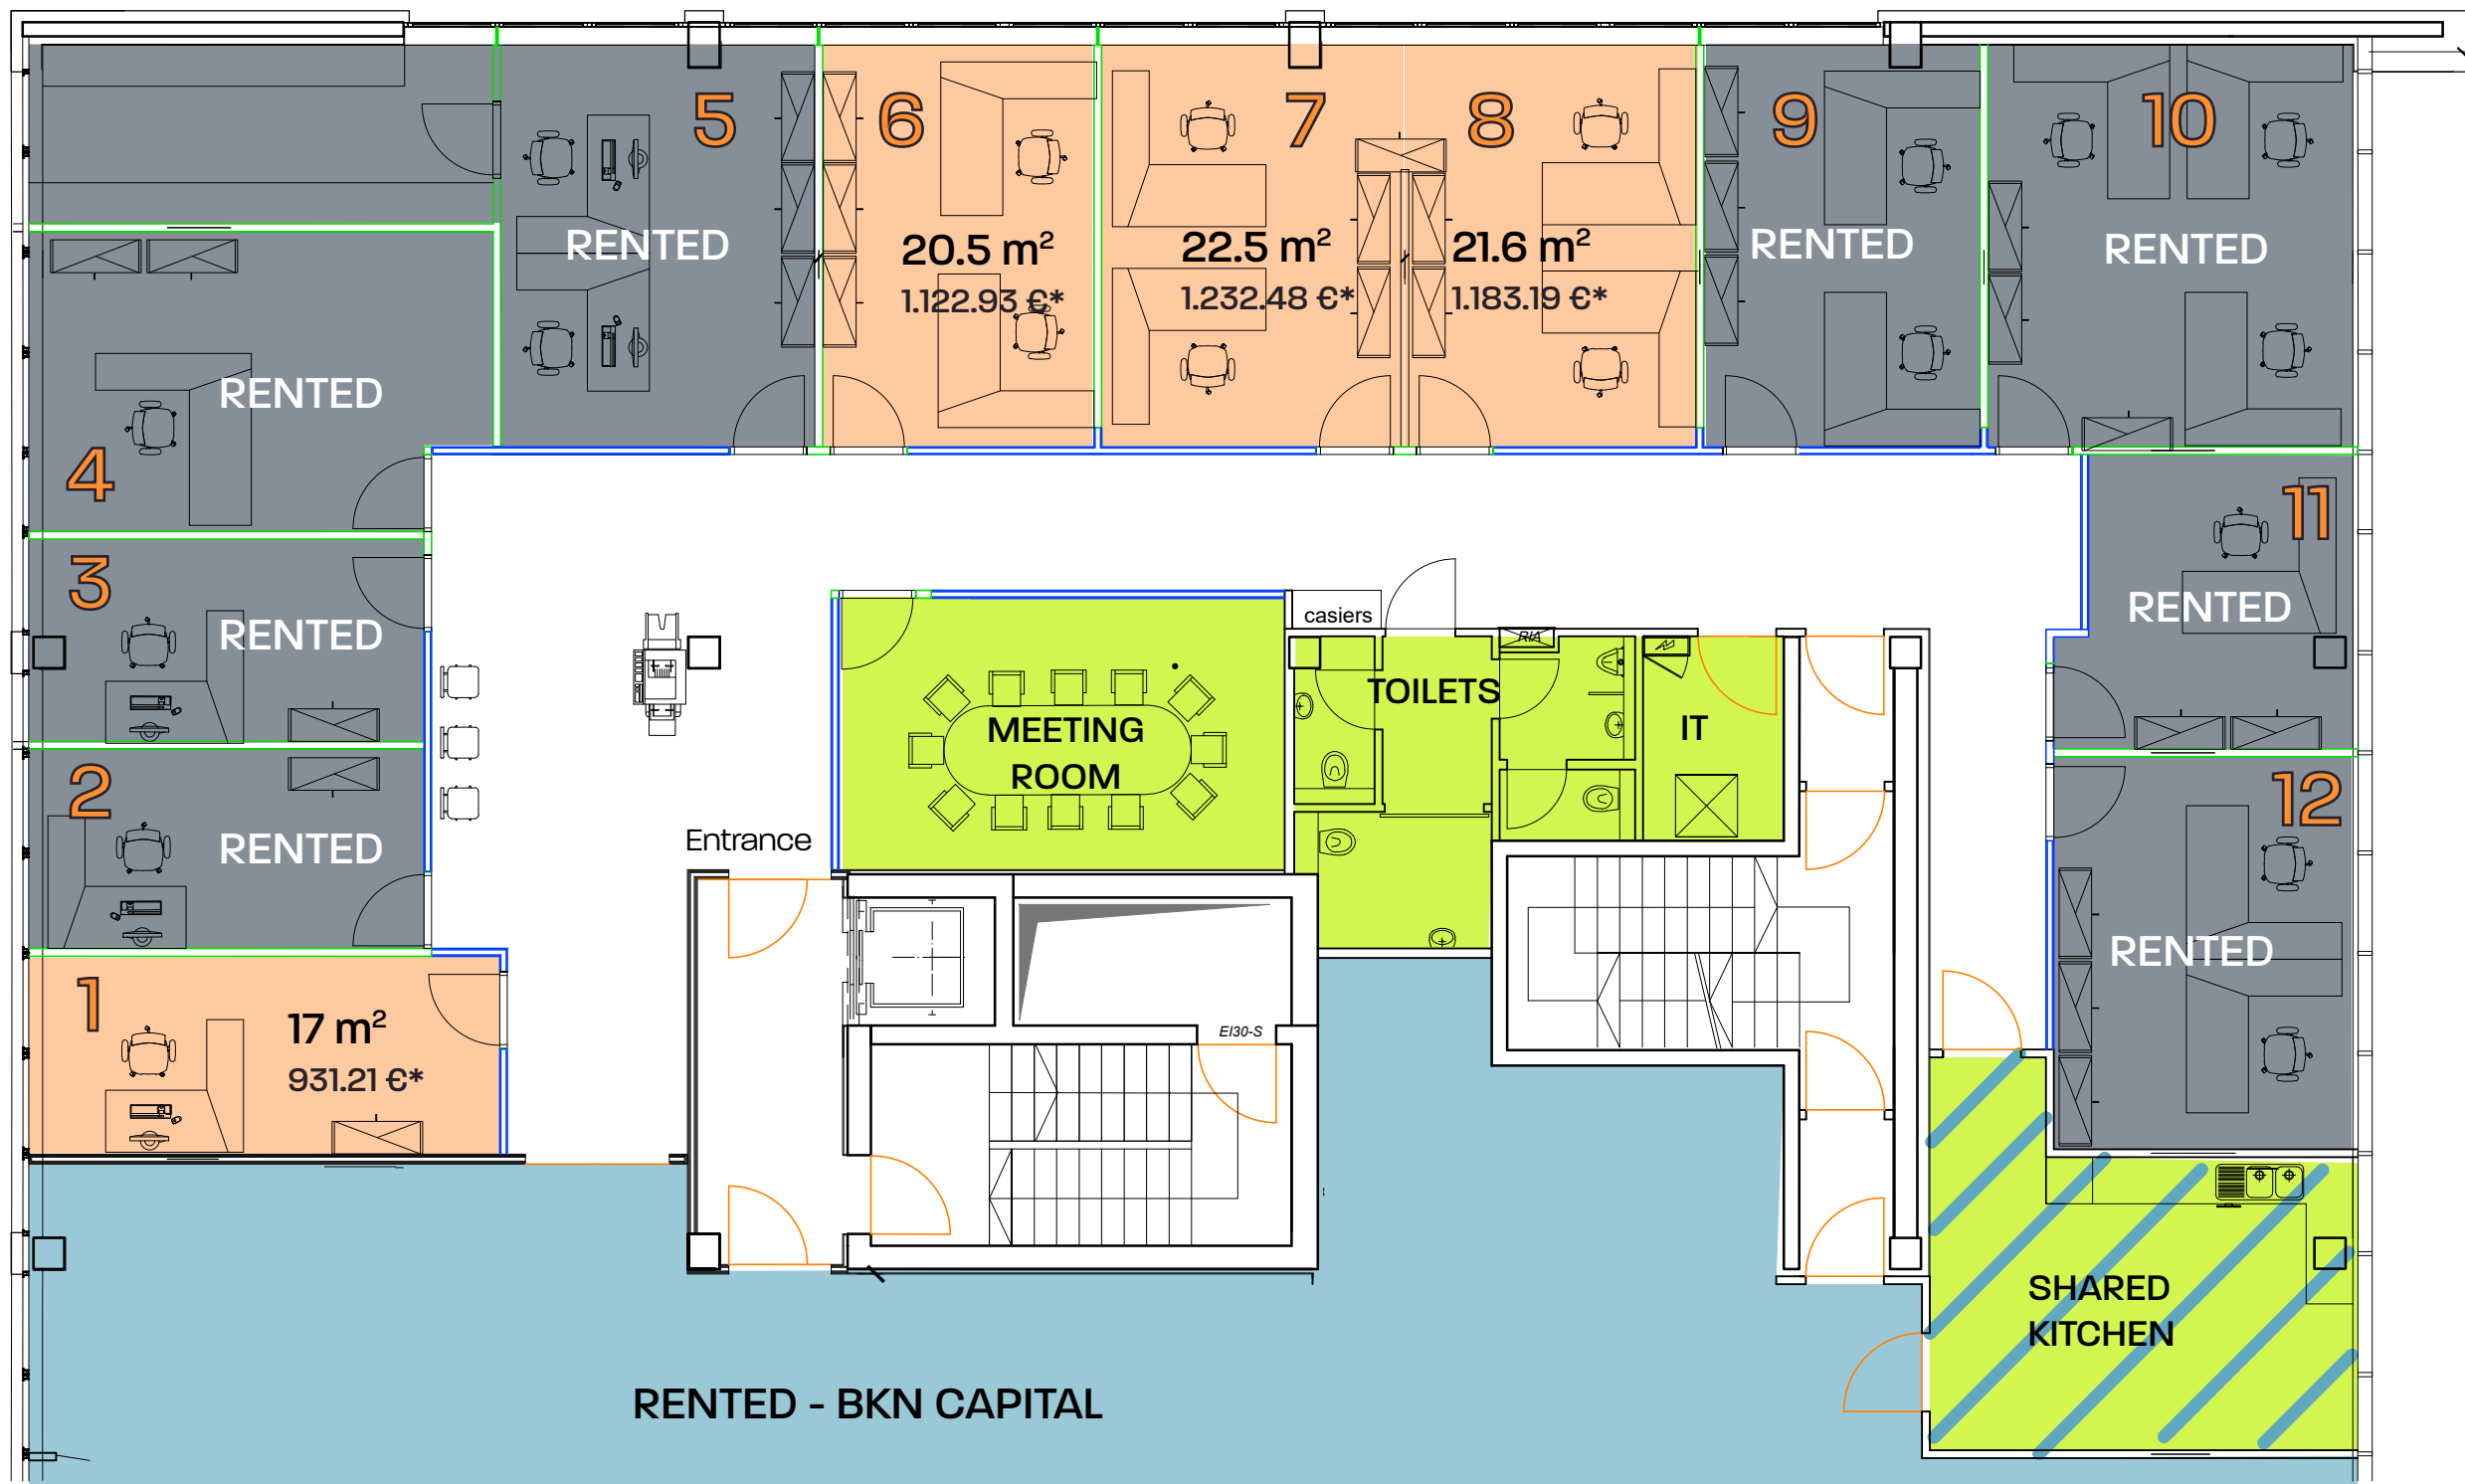 5
6
7
8
9
10
RENTED
20.5 m²
1.122.93 €*
22.5 m²
1.232.48 €*
21.6 m²
1.183.19 €*
RENTED
RENTED
RENTED
4
11
RENTED
3
RENTED
casiers
RIA
TOILETS
MEETING
ROOM
IT
2
RENTED
Entrance
12
RENTED
1
17 m²
931.21 €*
EI30-S
SHARED
KITCHEN
RENTED - BKN CAPITAL